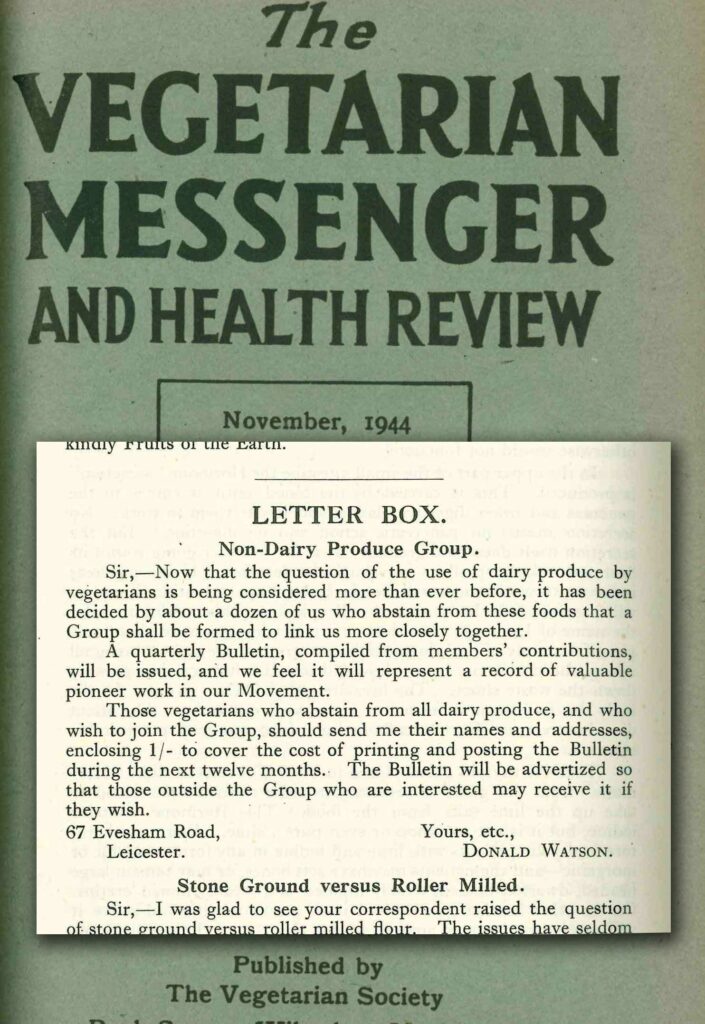 The
VEGETARIAN
MESSENGER
AND HEALTH REVIEW
November, 1944
kindly Fruits of the Earth.
LETTER BOX.
Non-Dairy Produce Group.
Sir,—Now that the question of the use of dairy produce by
vegetarians is being considered more than ever before, it has been
decided by about a dozen of us who abstain from these foods that a
Group shall be formed to link us more closely together.
A quarterly Bulletin, compiled from members' contributions,
will be issued, and we feel it will represent a record of valuable
pioneer work in our Movement.
Those vegetarians who abstain from all dairy produce, and who
wish to join the Group, should send me their names and addresses,
enclosing 1/- to cover the cost of printing and posting the Bulletin
during the next twelve months. The Bulletin will be advertized so
that those outside the Group who are interested may receive it if
they wish.
67 Evesham Road, Yours, etc.,
Leicester. DONALD WATSON.
Stone Ground versus Roller Milled.
Sir,—I was glad to see your correspondent raised the question
of stone ground versus roller milled flour. The issues have seldom
Published by
The Vegetarian Society